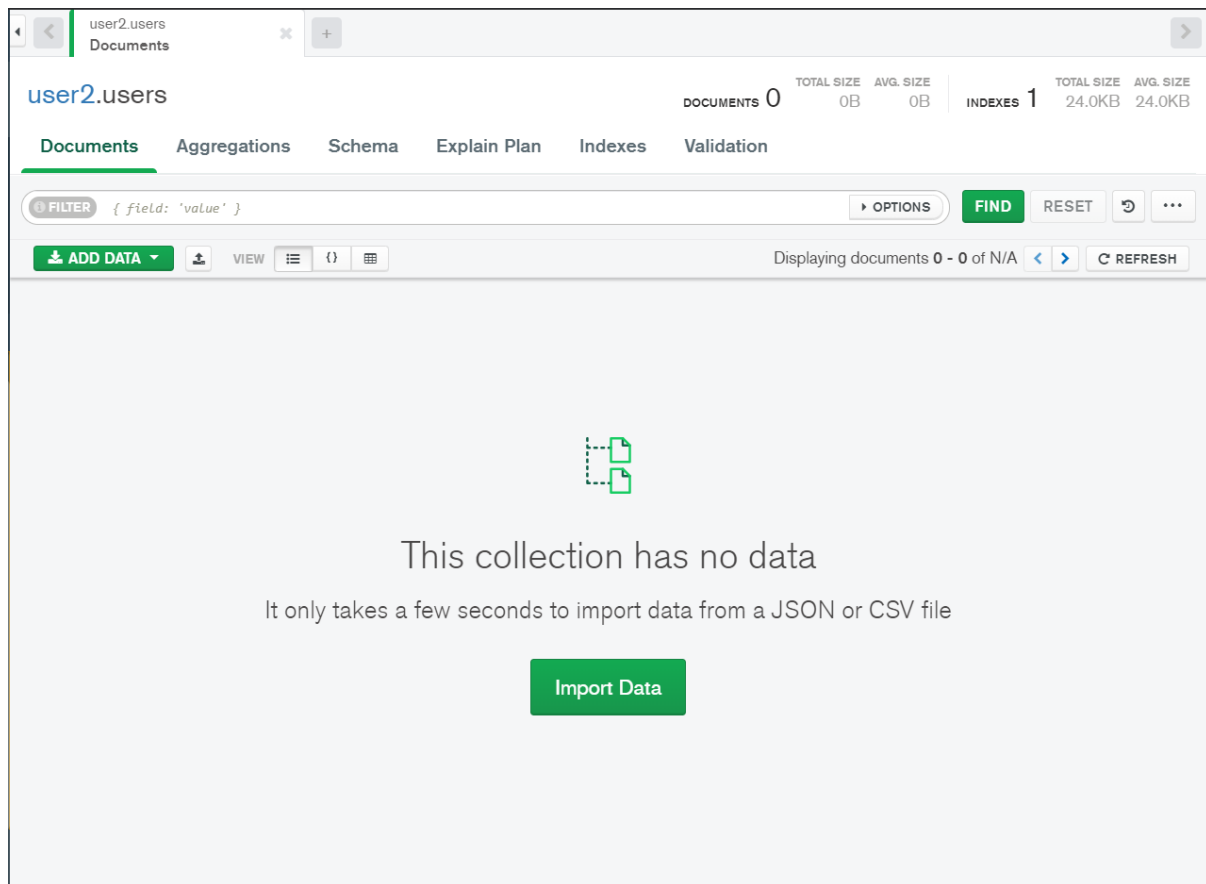 user2.users
Documents
user2.users
DOCUMENTS 0 TOTAL SIZE 0B AVG. SIZE 0B INDEXES 1 TOTAL SIZE 24.0KB AVG. SIZE 24.0KB
Documents Aggregations Schema Explain Plan Indexes Validation
FILTER { field: 'value' } OPTIONS FIND RESET ...
ADD DATA VIEW {} Displaying documents 0 - 0 of N/A < > REFRESH
This collection has no data
It only takes a few seconds to import data from a JSON or CSV file
Import Data